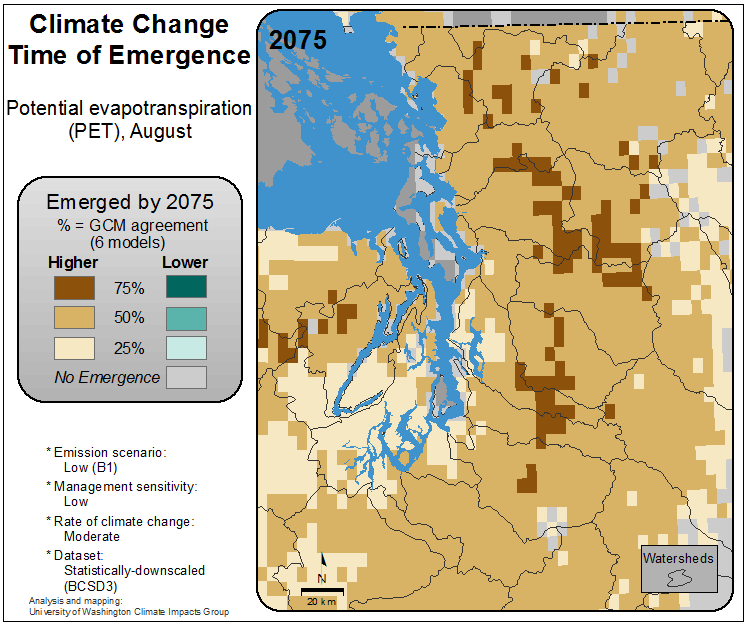 Climate Change
Time of Emergence
Potential evapotranspiration
(PET), August
Emerged by 2075
% = GCM agreement
(6 models)
Higher Lower
75%
50%
25%
No Emergence
* Emission scenario:
Low (B1)
* Management sensitivity:
Low
* Rate of climate change:
Moderate
* Dataset:
Statistically-downscaled
(BCSD3)
Analysis and mapping:
University of Washington Climate Impacts Group
2075
N
20 km
Watersheds